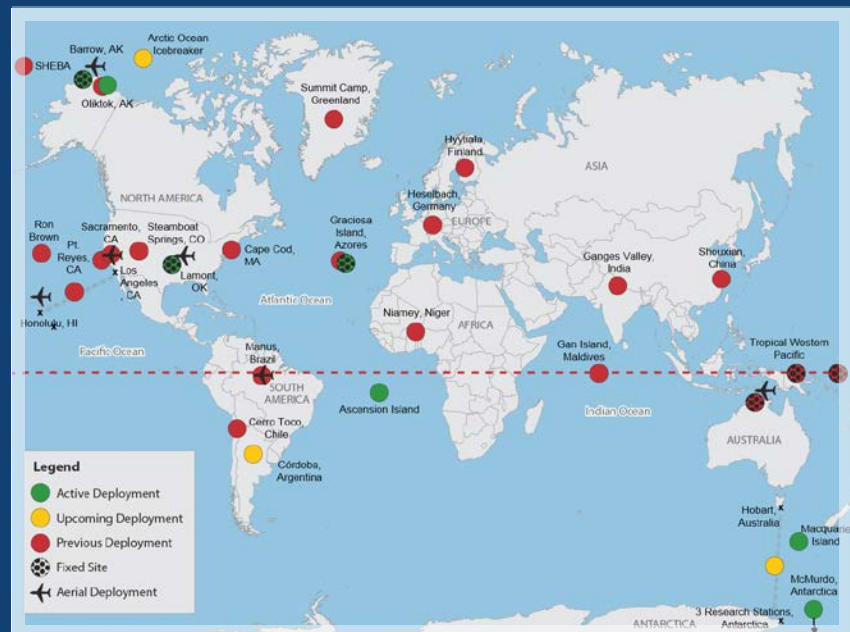 Arctic Ocean
Icebreaker
Barrow, AK
SHEBA
Oliktok, AK
Summit Camp,
Greenland
Hyytiala,
Finland
ASIA
NORTH AMERICA
Heselbach,
Germany
EUROPE
Ron
Brown
Pt.
Reyes,
CA
Sacramento,
CA
Steamboat
Springs, CO
Cape Cod,
MA
Graciosa
Island,
Azores
Ganges Valley,
India
Shouxian,
China
Los
Angeles
CA
Lamont,
OK
Atlantic Ocean
Honolulu, HI
Niamey, Niger
AFRICA
Pacific Ocean
Manus,
Brazil
Gan Island,
Maldives
Tropical Western
Pacific
SOUTH
AMERICA
Ascension Island
Indian Ocean
Cerro Toco,
Chile
AUSTRALIA
Córdoba,
Argentina
Legend
Active Deployment
Upcoming Deployment
Previous Deployment
Fixed Site
Aerial Deployment
Hobart,
Australia
Macquarie
Island
McMurdo,
Antarctica
3 Research Stations,
Antarctica
ANTARCTICA